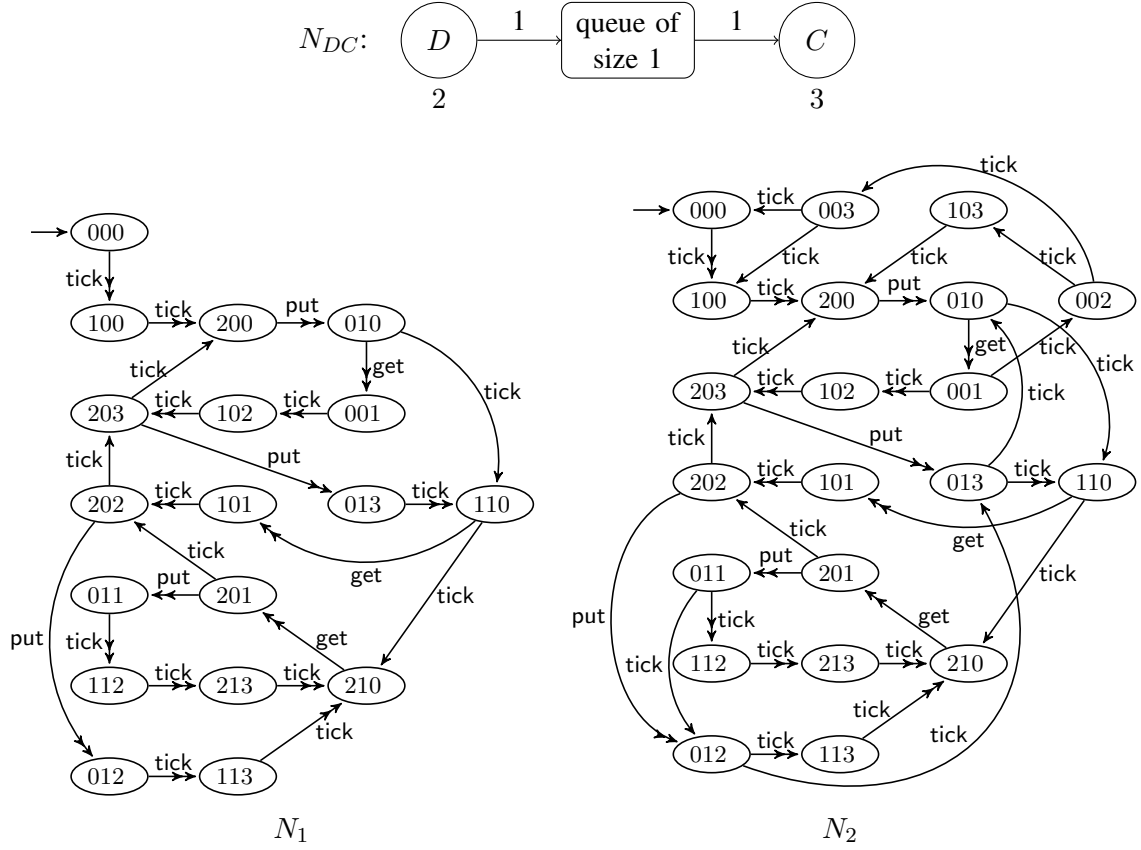 N_DC: D 1 queue of size 1 1 C
2 3
tick
000 003 tick 103
000
tick tick tick tick
tick
100 tick 200 put 010 002
100 tick 200 put 010
get tick tick
tick get tick tick
203 tick 102 tick 001
203 tick 102 tick 001 tick
put
put
tick
tick
202 tick 101 013 tick 110
202 tick 101 013 tick 110
get
tick get
tick
011 put 201 tick
011 put 201 tick
put tick get
put tick get
tick
112 tick 213 tick 210
112 tick 213 tick 210
tick tick tick
012 tick 113
012 tick 113
N_1 N_2